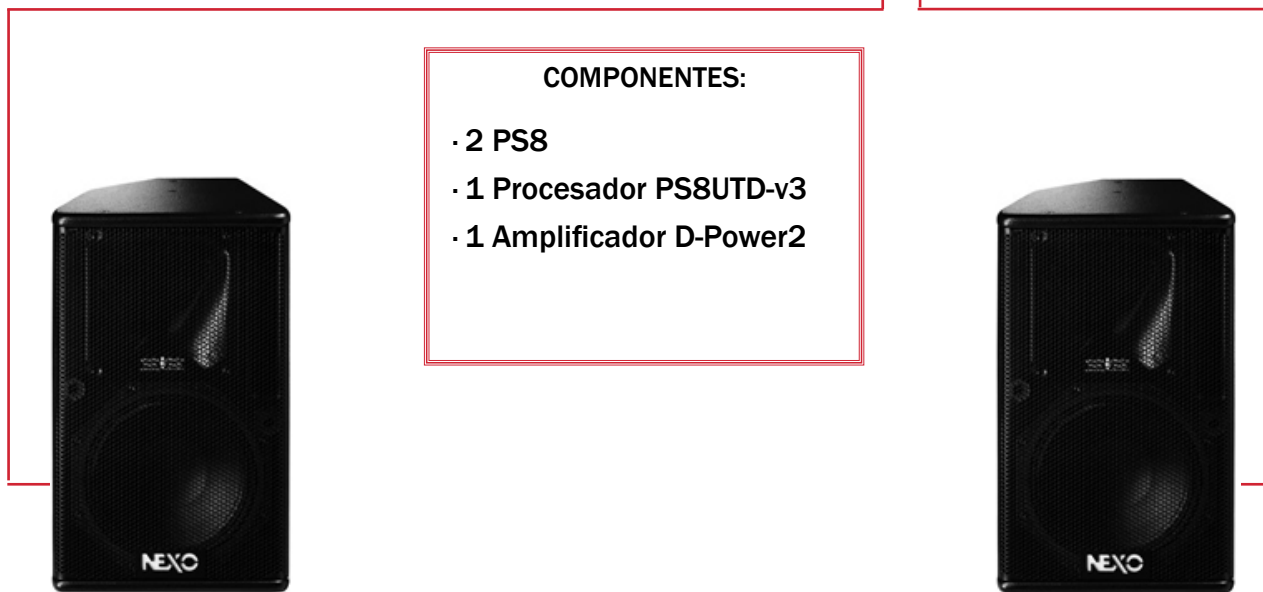 COMPONENTES:
· 2 PS8
· 1 Procesador PS8UTD-v3
· 1 Amplificador D-Power2
NEXO
NEXO